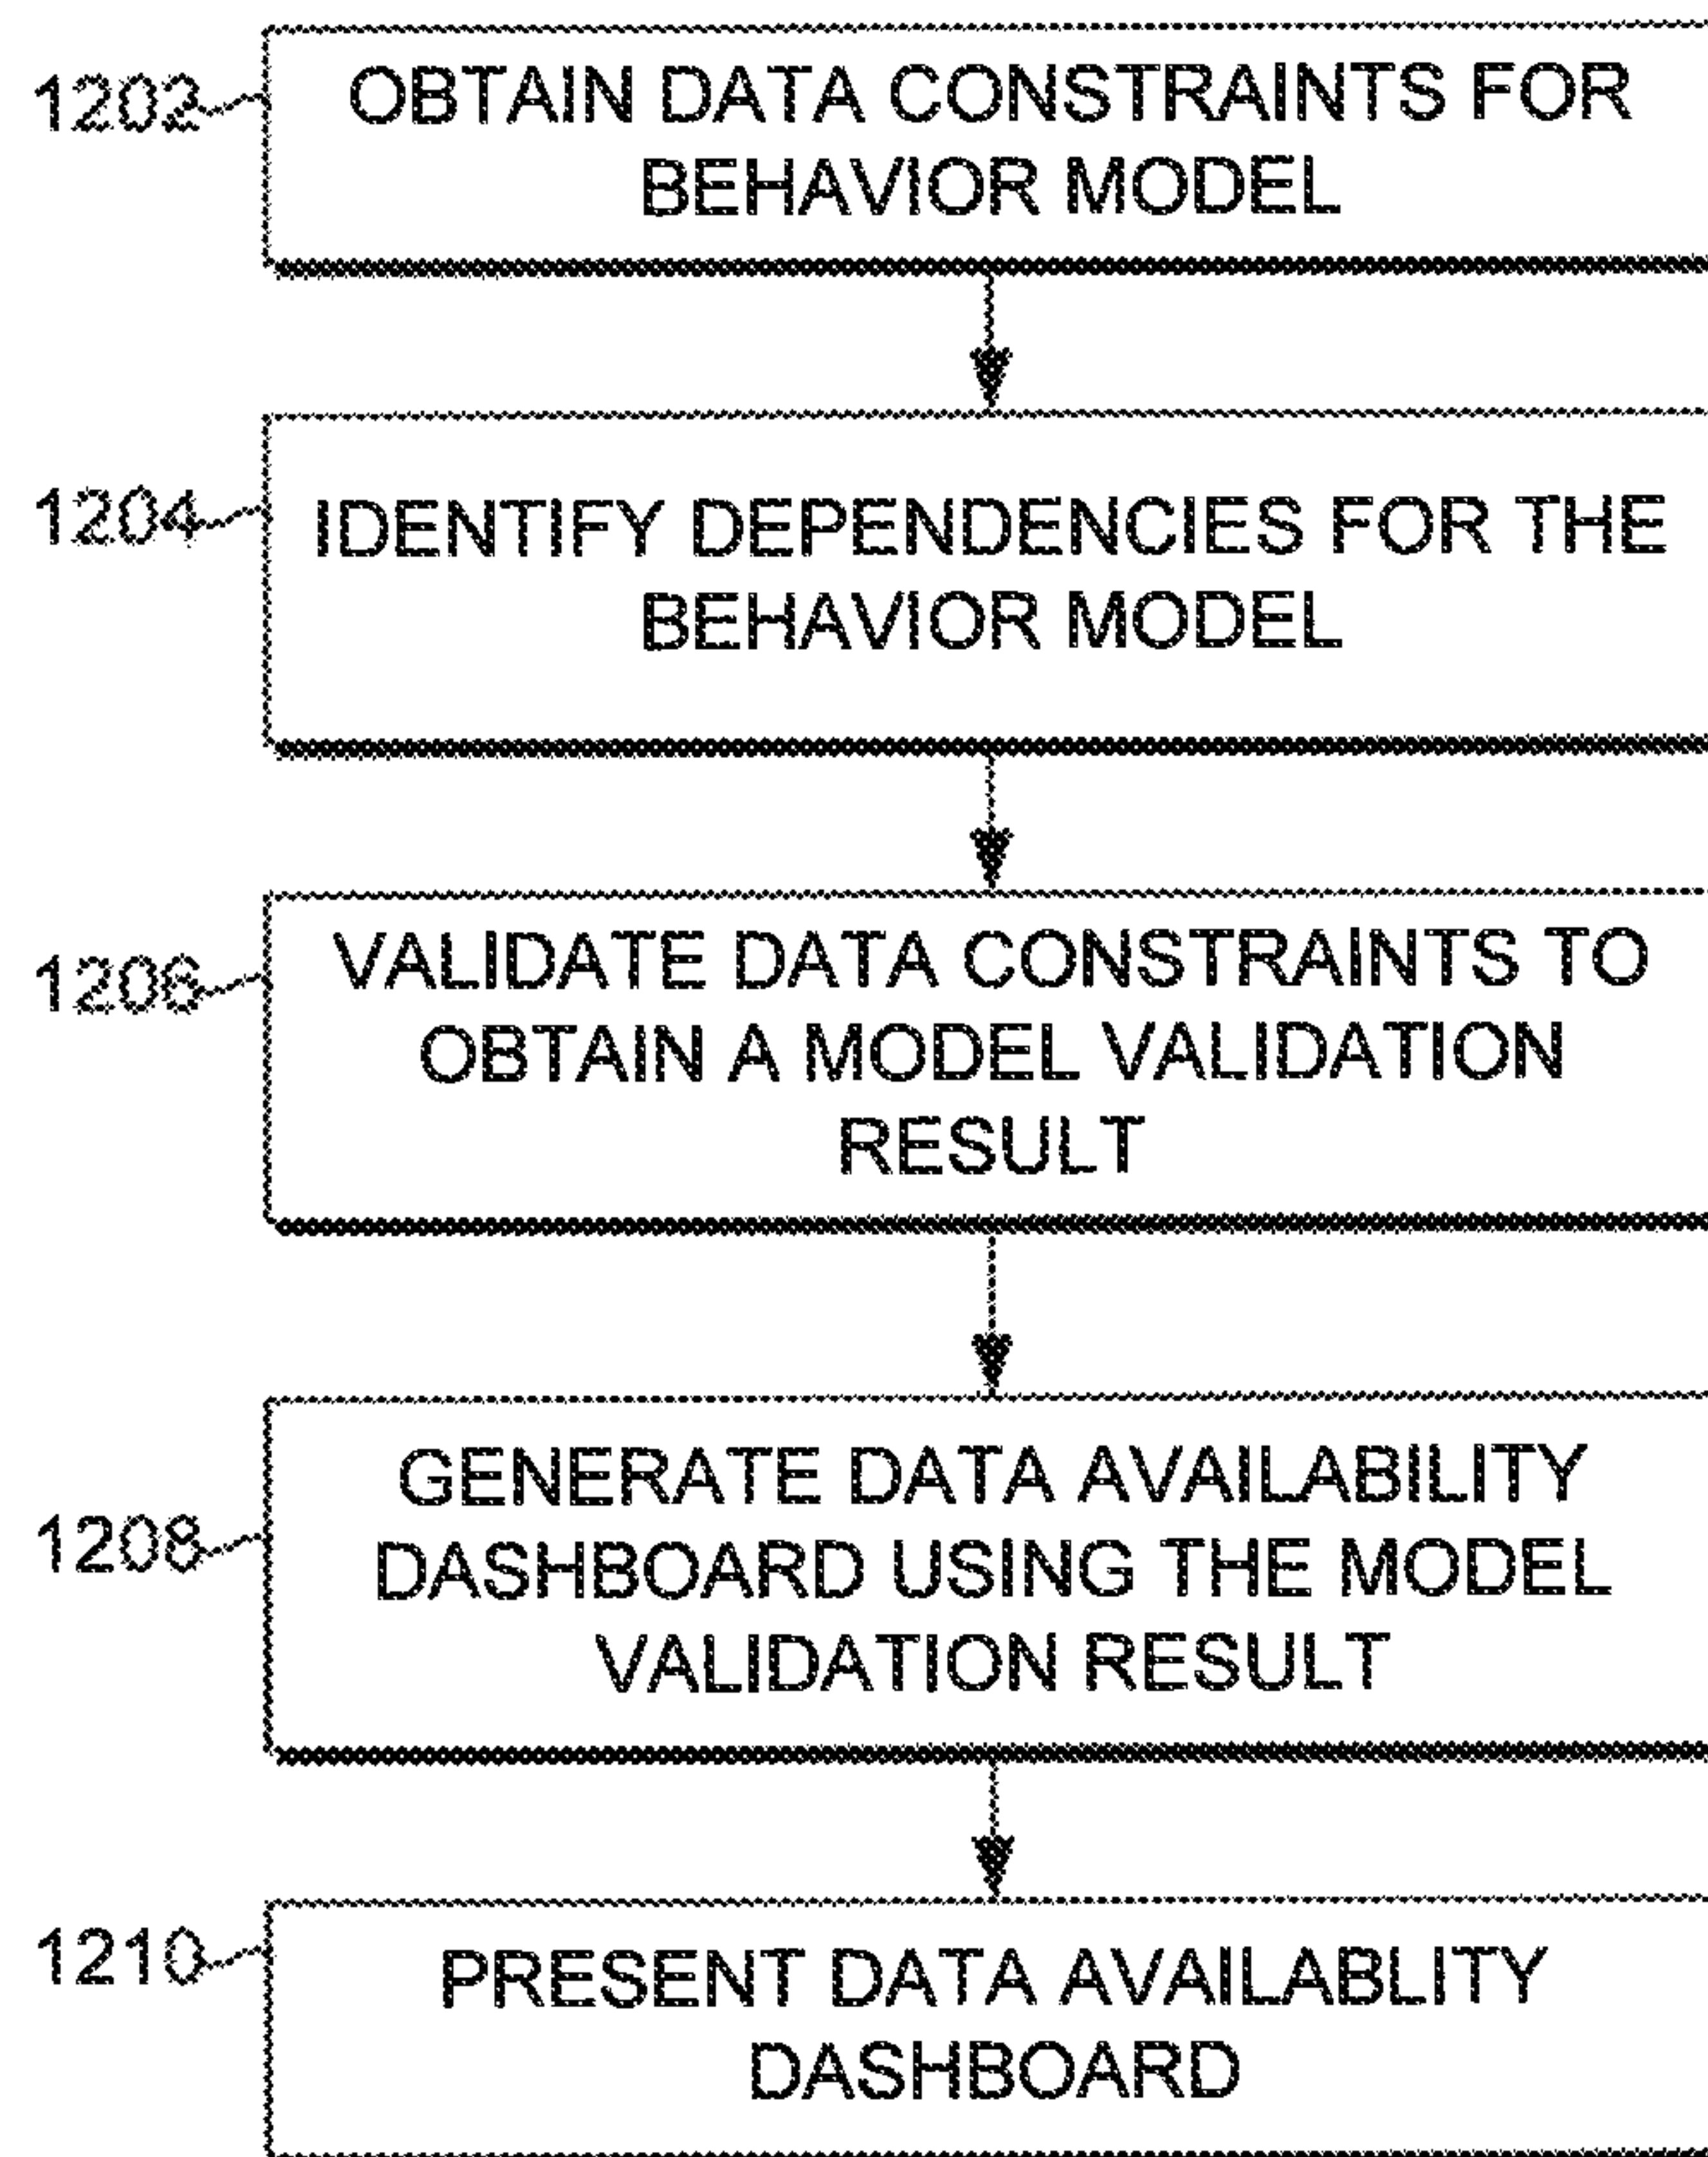 1202
OBTAIN DATA CONSTRAINTS FOR
BEHAVIOR MODEL
1204
IDENTIFY DEPENDENCIES FOR THE
BEHAVIOR MODEL
1206
VALIDATE DATA CONSTRAINTS TO
OBTAIN A MODEL VALIDATION
RESULT
1208
GENERATE DATA AVAILABILITY
DASHBOARD USING THE MODEL
VALIDATION RESULT
1210
PRESENT DATA AVAILABLITY
DASHBOARD